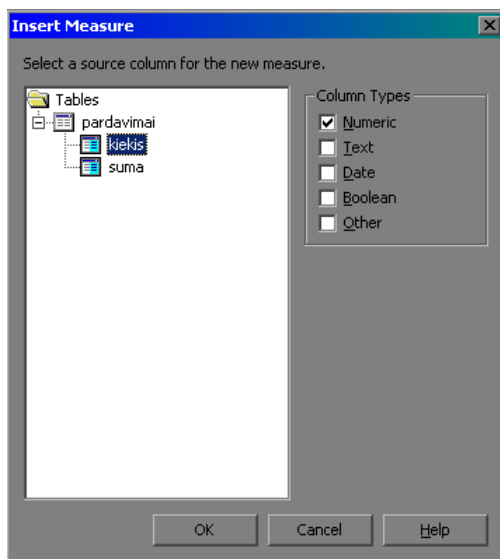 Insert Measure
Select a source column for the new measure.
Tables
pardavimai
kiekis
suma
Column Types
Numeric
Text
Date
Boolean
Other
OK Cancel Help